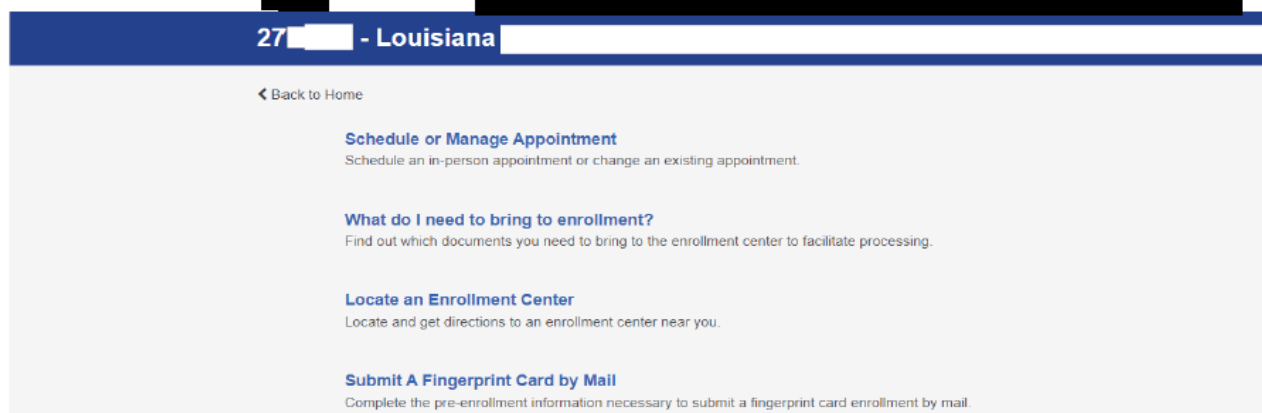 27 - Louisiana
Back to Home
Schedule or Manage Appointment
Schedule an in-person appointment or change an existing appointment.
What do I need to bring to enrollment?
Find out which documents you need to bring to the enrollment center to facilitate processing.
Locate an Enrollment Center
Locate and get directions to an enrollment center near you.
Submit A Fingerprint Card by Mail
Complete the pre-enrollment information necessary to submit a fingerprint card enrollment by mail.